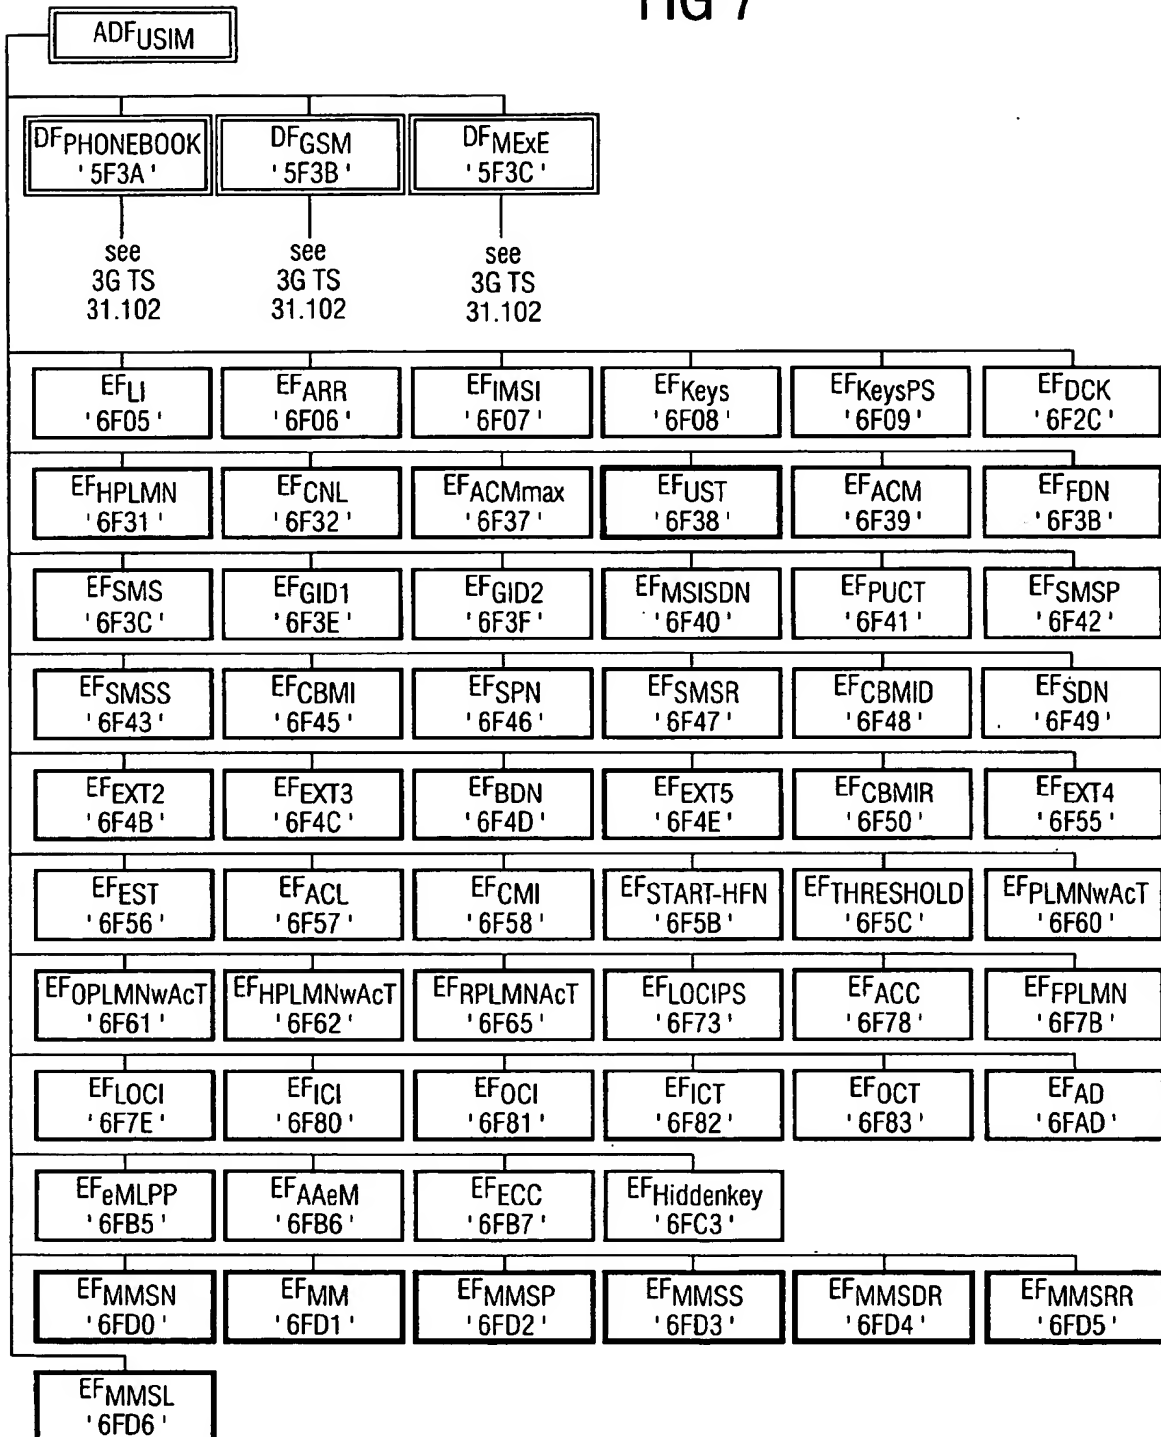 FIG 7
ADFUSIM
DFPHONEBOOK DFGSM DFMExE
'5F3A' '5F3B' '5F3C'
see see see
3G TS 3G TS 3G TS
31.102 31.102 31.102
EFLI EFARR EFIMSI EFKeys EFKeysPS EFDCK
'6F05' '6F06' '6F07' '6F08' '6F09' '6F2C'
EFHPLMN EFCNL EFACMmax EFUST EFACM EFFDN
'6F31' '6F32' '6F37' '6F38' '6F39' '6F3B'
EFSMS EFGID1 EFGID2 EFMSISDN EFPUCT EFSMSP
'6F3C' '6F3E' '6F3F' '6F40' '6F41' '6F42'
EFSMSS EFCBMI EFSPN EFSMSR EFCBMID EFSDN
'6F43' '6F45' '6F46' '6F47' '6F48' '6F49'
EFEXT2 EFEXT3 EFBDN EFEXT5 EFCBMIR EFEXT4
'6F4B' '6F4C' '6F4D' '6F4E' '6F50' '6F55'
EFEST EFACL EFCMI EFSTART-HFN EFTHRESHOLD EFPLMNwAcT
'6F56' '6F57' '6F58' '6F5B' '6F5C' '6F60'
EFOPLMNwAcT EFHPLMNwAcT EFRPLMNAcT EFLOCIPS EFACC EFFPLMN
'6F61' '6F62' '6F65' '6F73' '6F78' '6F7B'
EFLOCI EFICI EFOCI EFICT EFOCT EFAD
'6F7E' '6F80' '6F81' '6F82' '6F83' '6FAD'
EFeMLPP EFAAeM EFECC EFHiddenkey
'6FB5' '6FB6' '6FB7' '6FC3'
EFMMSN EFMM EFMMSP EFMMSS EFMMSDR EFMMSRR
'6FD0' '6FD1' '6FD2' '6FD3' '6FD4' '6FD5'
EFMMSL
'6FD6'